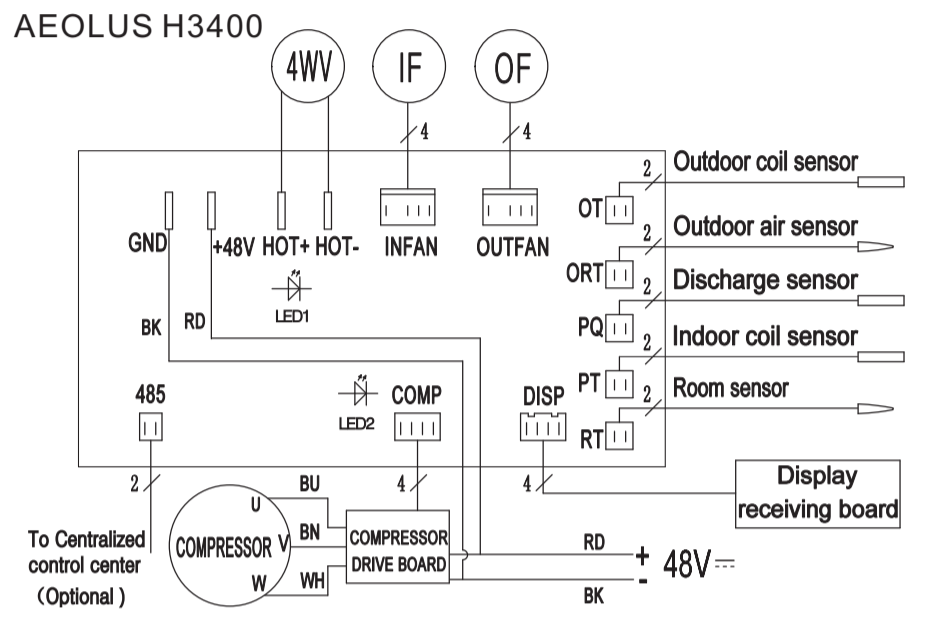 AEOLUS H3400
4WV
IF
OF
4
4
2
Outdoor coil sensor
OT
2
Outdoor air sensor
ORT
2
Discharge sensor
PQ
2
Indoor coil sensor
PT
2
Room sensor
RT
GND
+48V
HOT+
HOT-
INFAN
OUTFAN
LED1
BK
RD
485
LED2
COMP
DISP
2
4
4
Display
receiving board
To Centralized
control center
(Optional)
COMPRESSOR
U
V
W
BU
BN
WH
COMPRESSOR
DRIVE BOARD
RD
BK
+
-
48V